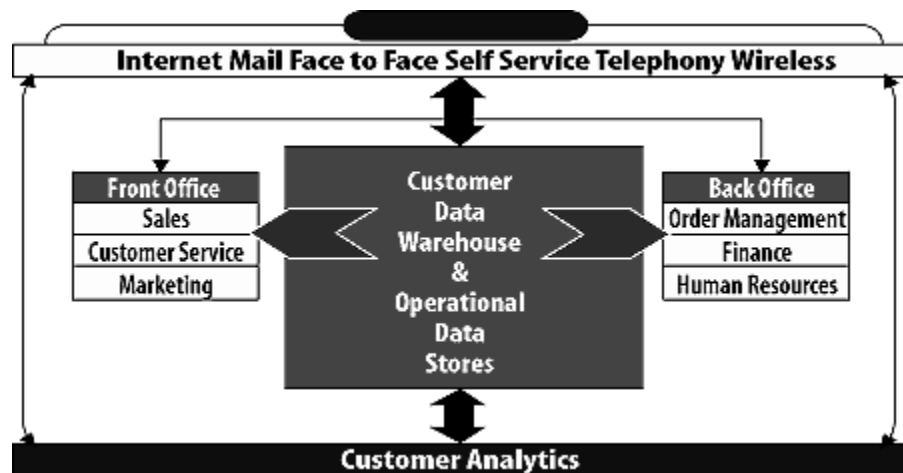 Internet Mail Face to Face Self Service Telephony Wireless
Front Office
Sales
Customer Service
Marketing
Customer
Data
Warehouse
&
Operational
Data
Stores
Back Office
Order Management
Finance
Human Resources
Customer Analytics